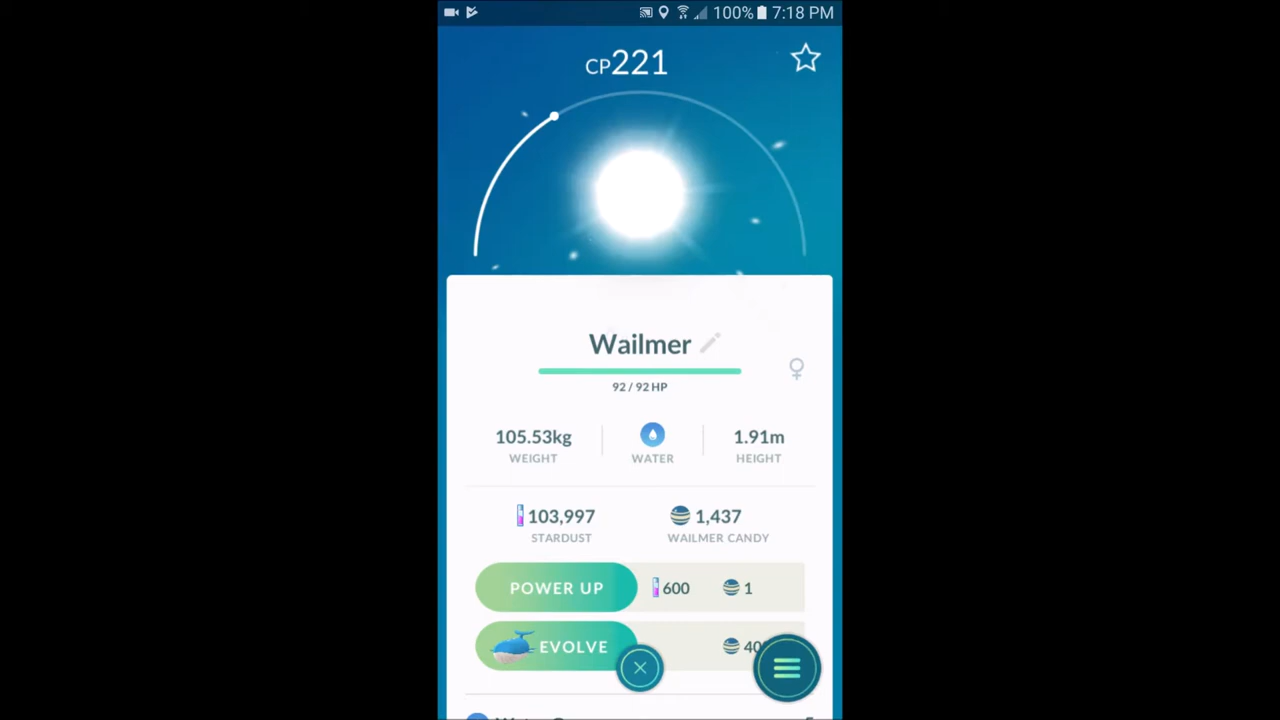 100% 7:18 PM
CP221
Wailmer
92 / 92 HP
105.53kg
WEIGHT
WATER
1.91m
HEIGHT
103,997
STARDUST
1,437
WAILMER CANDY
POWER UP 600 1
EVOLVE